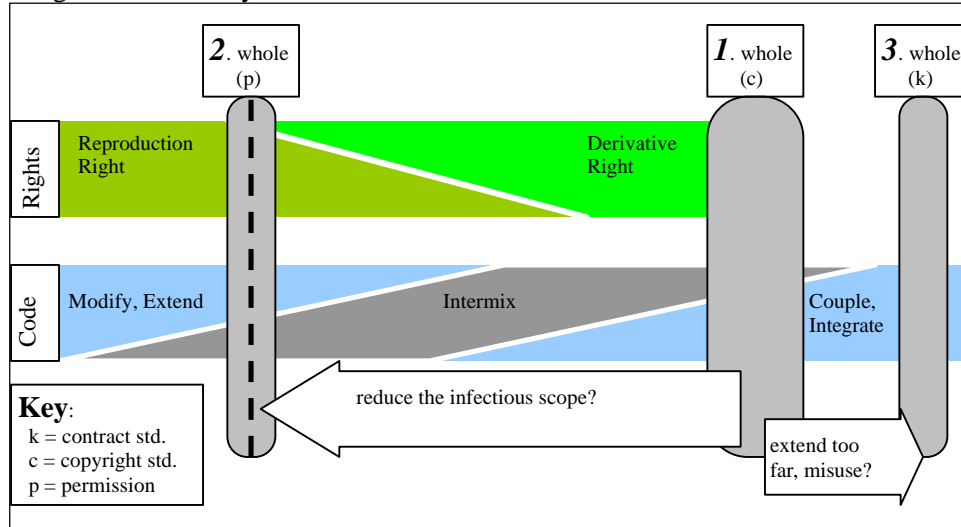 2. whole
(p)
1. whole
(c)
3. whole
(k)
Rights
Reproduction
Right
Derivative
Right
Code
Modify, Extend
Intermix
Couple,
Integrate
reduce the infectious scope?
extend too
far, misuse?
Key:
k = contract std.
c = copyright std.
p = permission